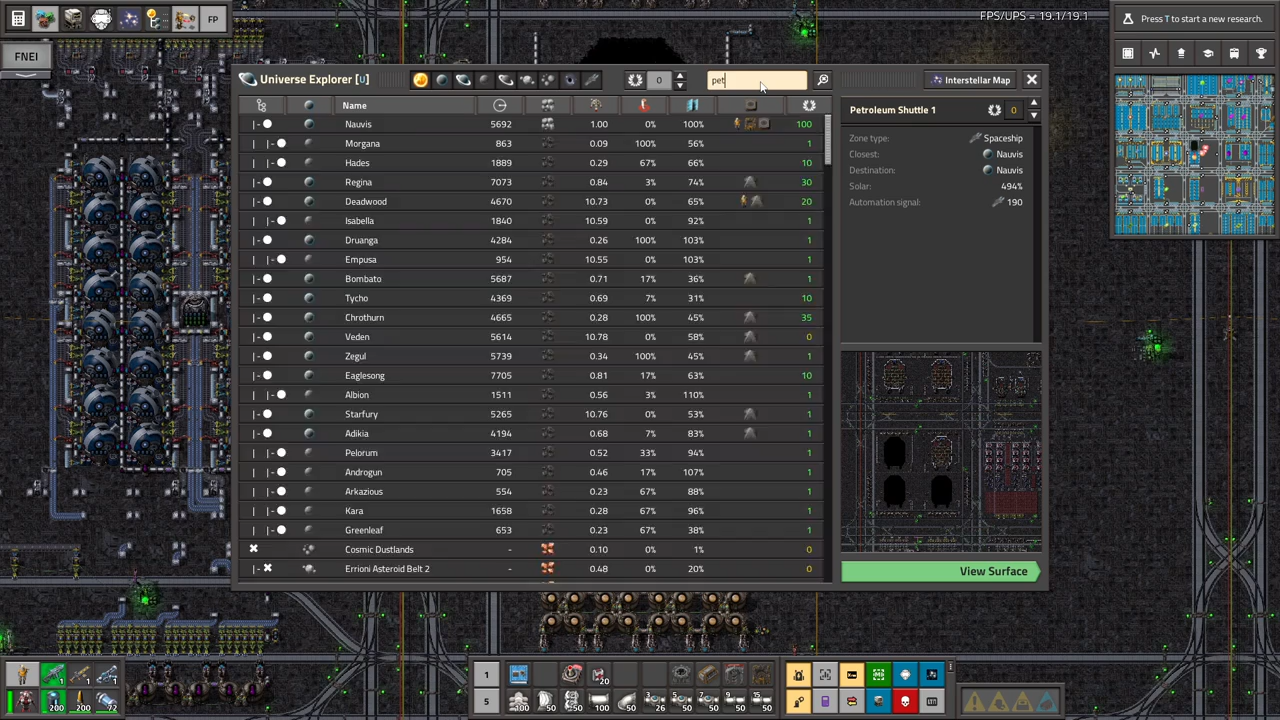 FP
FPS/UPS = 19.1/19.1
Press T to start a new research.
FNEI
Universe Explorer [U]
0
pet
Interstellar Map
Name
Nauvis 5692 1.00 0% 100% 100
Morgana 863 0.09 100% 56% 1
Hades 1889 0.29 67% 66% 10
Regina 7073 0.84 3% 74% 30
Deadwood 4670 10.73 0% 65% 20
Isabella 1840 10.59 0% 92% 1
Druanga 4284 0.26 100% 103% 1
Empusa 954 10.55 0% 103% 1
Bombato 5687 0.71 17% 36% 1
Tycho 4369 0.69 7% 31% 10
Chrothurn 4665 0.28 100% 45% 35
Veden 5614 10.78 0% 58% 0
Zegul 5739 0.34 100% 45% 1
Eaglesong 7705 0.81 17% 63% 10
Albion 1511 0.56 3% 110% 1
Starfury 5265 10.76 0% 53% 1
Adikia 4194 0.68 7% 83% 1
Pelorum 3417 0.52 33% 94% 1
Androgun 705 0.46 17% 107% 1
Arkazious 554 0.23 67% 88% 1
Kara 1658 0.28 67% 96% 1
Greenleaf 653 0.23 67% 38% 1
Cosmic Dustlands - 0.10 0% 1% 0
Errioni Asteroid Belt 2 - 0.48 0% 20% 0
Petroleum Shuttle 1 0
Zone type: Spaceship
Closest: Nauvis
Destination: Nauvis
Solar: 494%
Automation signal: 190
View Surface
1
20
5
100 50 50 100 50
200 200 72